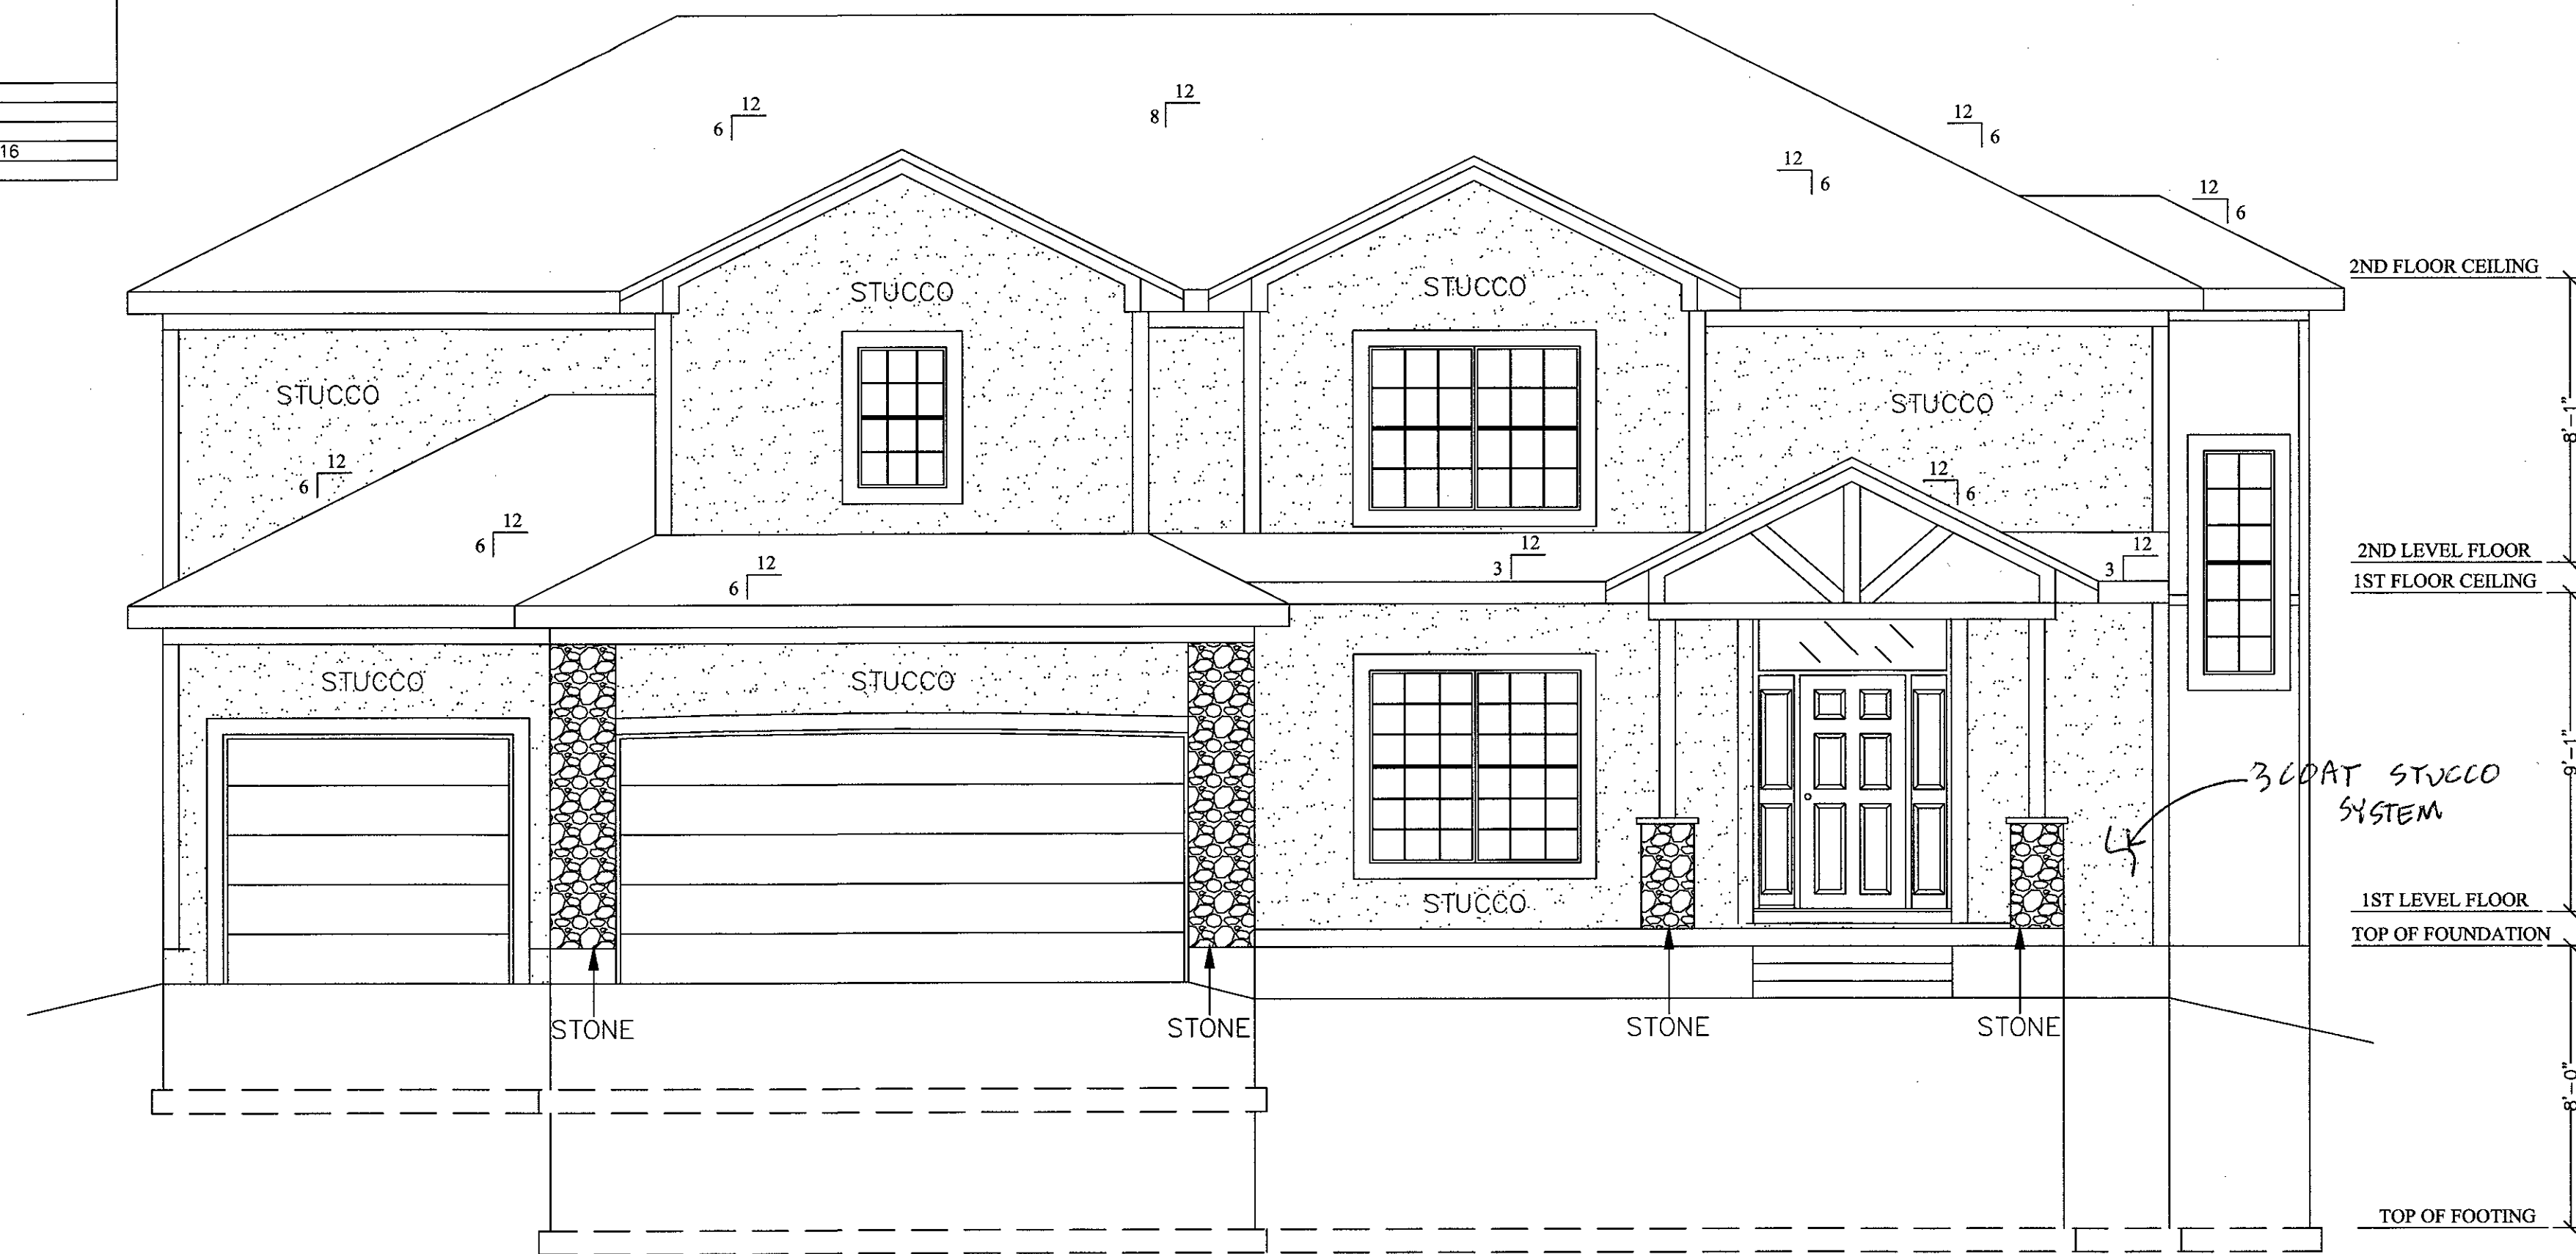 16
12
6
12
8
12
6
12
6
12
6
2ND FLOOR CEILING
STUCCO
STUCCO
STUCCO
STUCCO
8'-1"
12
6
12
6
12
6
12
6
12
3
12
3
2ND LEVEL FLOOR
1ST FLOOR CEILING
STUCCO
STUCCO
9'-1"
3 COAT STUCCO
SYSTEM
STUCCO
1ST LEVEL FLOOR
TOP OF FOUNDATION
STONE
STONE
STONE
STONE
8'-0"
TOP OF FOOTING